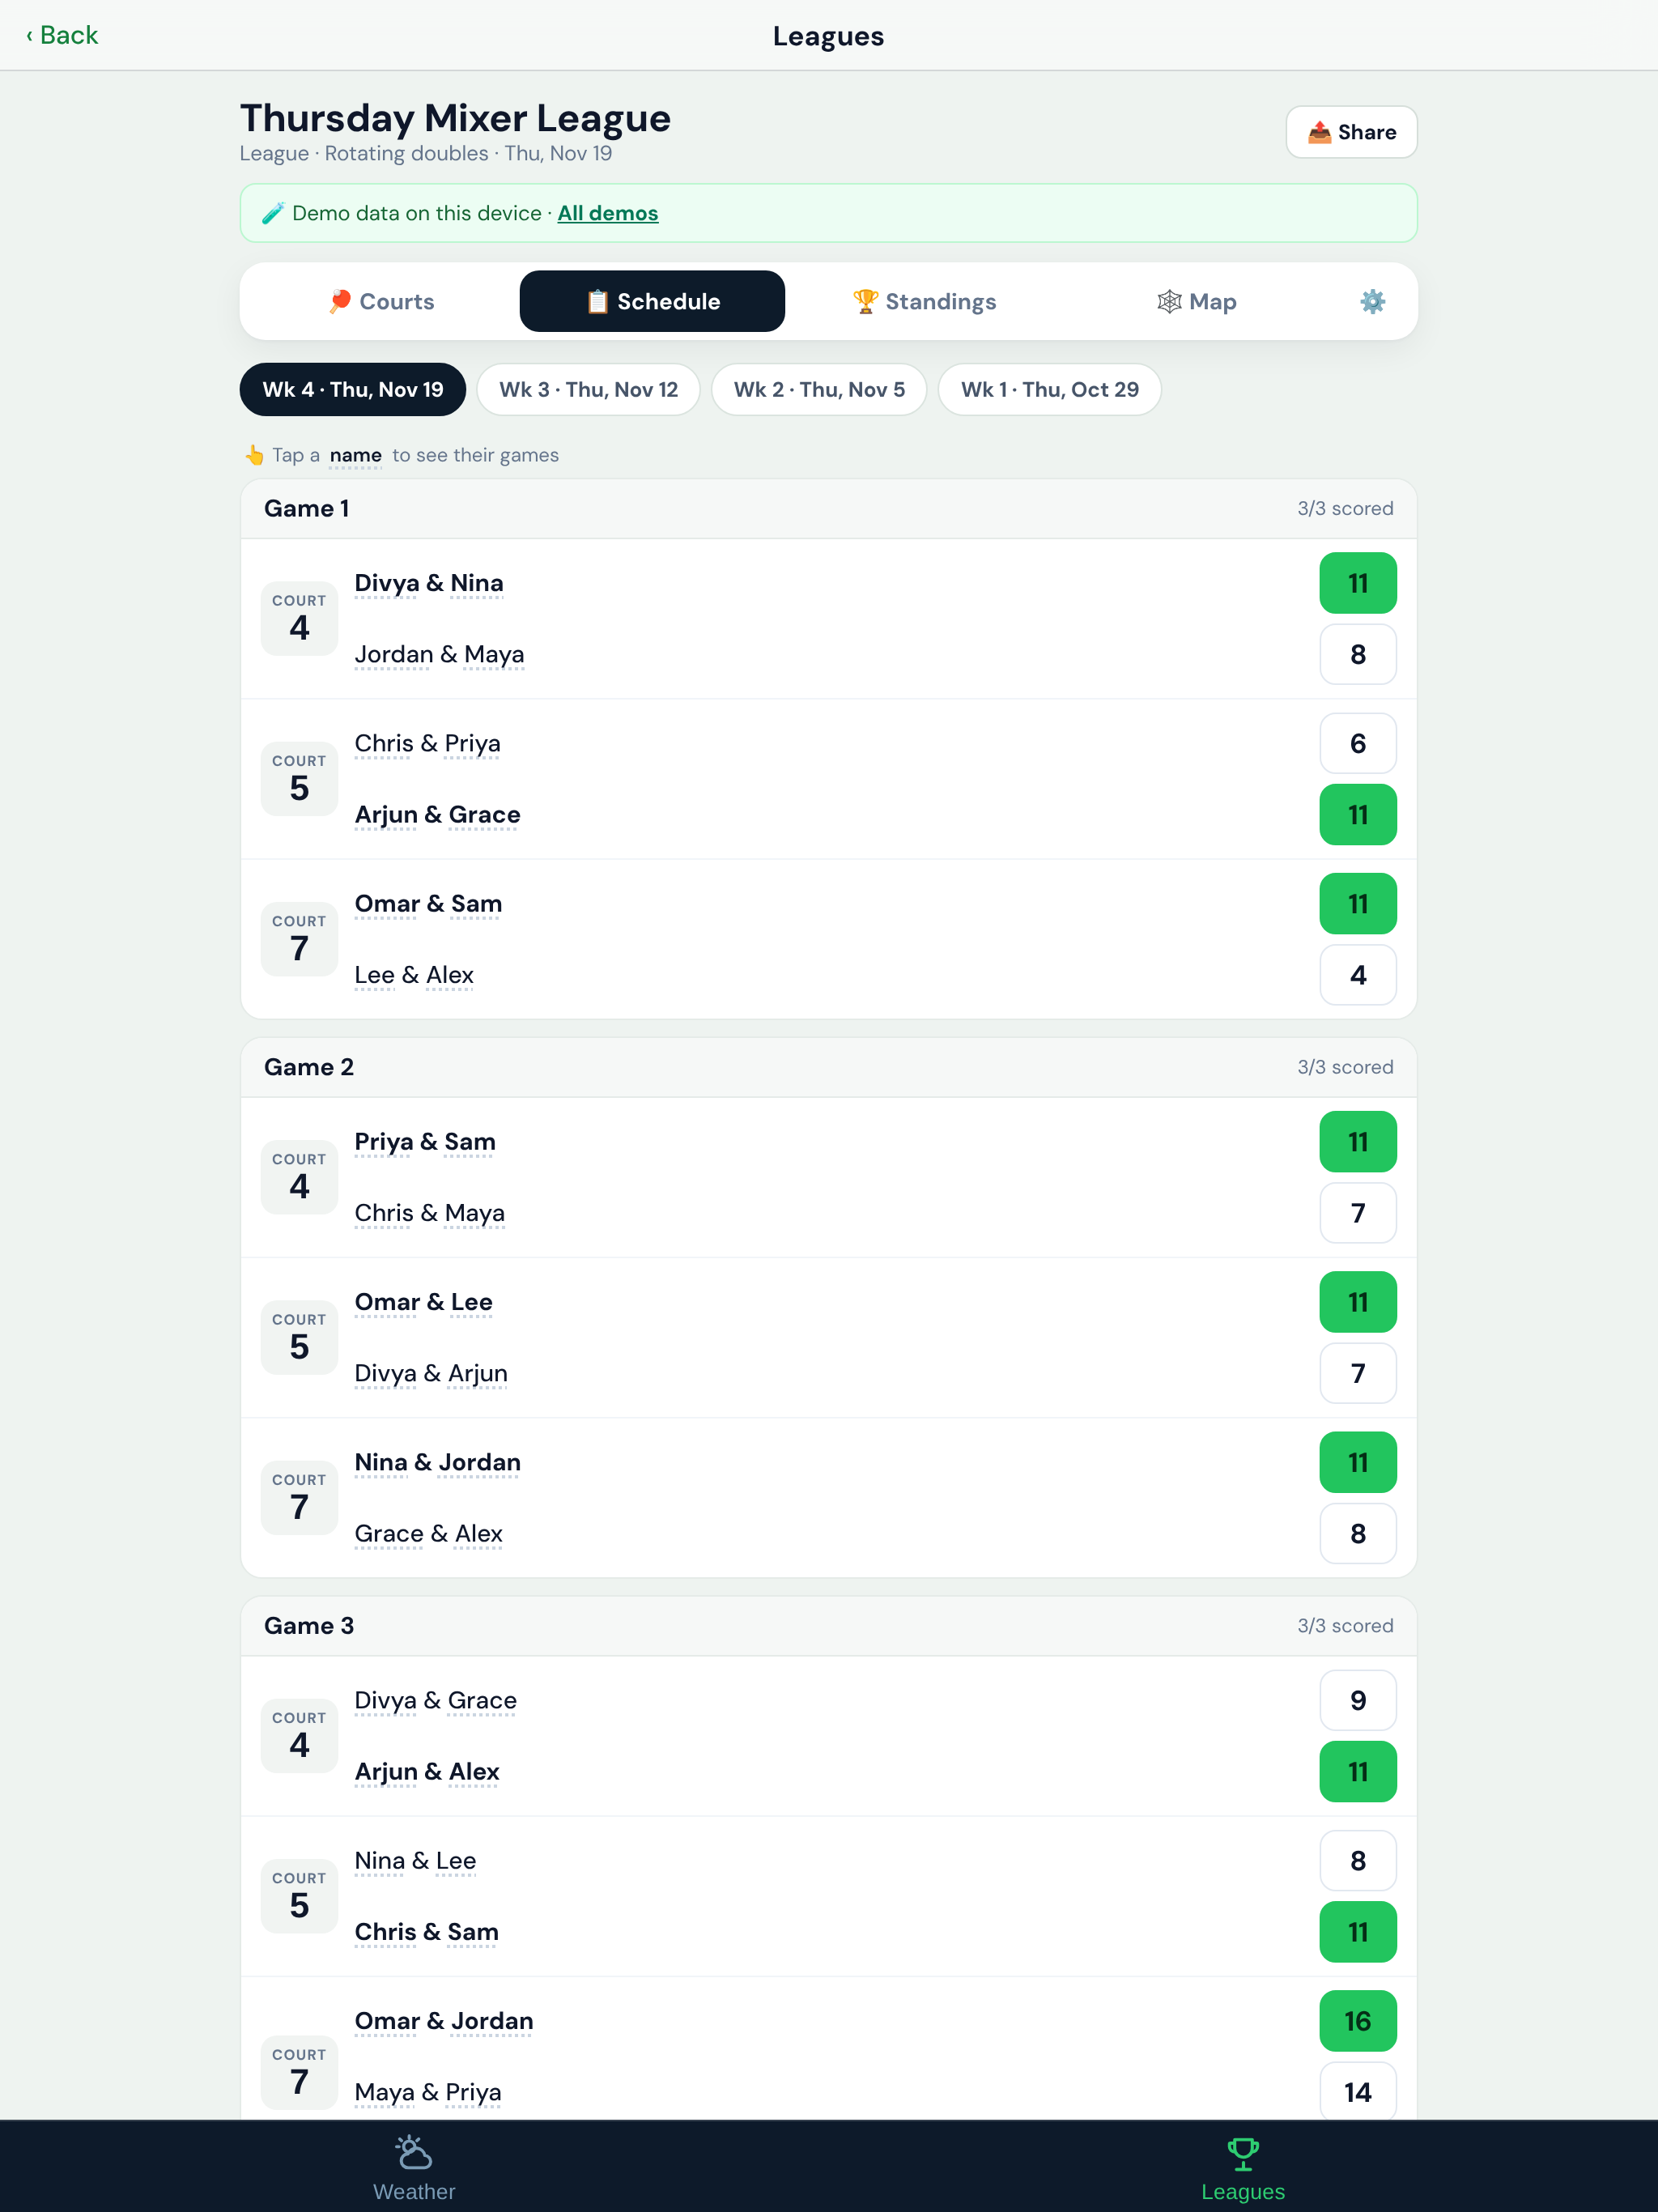 ‹ Back
Leagues
Thursday Mixer League
League · Rotating doubles · Thu, Nov 19
📤 Share
🧪 Demo data on this device · All demos
🏓 Courts
📋 Schedule
🏆 Standings
🕸️ Map
⚙️
Wk 4 · Thu, Nov 19
Wk 3 · Thu, Nov 12
Wk 2 · Thu, Nov 5
Wk 1 · Thu, Oct 29
👆 Tap a name to see their games
Game 1
3/3 scored
COURT
4
Divya & Nina
11
Jordan & Maya
8
COURT
5
Chris & Priya
6
Arjun & Grace
11
COURT
7
Omar & Sam
11
Lee & Alex
4
Game 2
3/3 scored
COURT
4
Priya & Sam
11
Chris & Maya
7
COURT
5
Omar & Lee
11
Divya & Arjun
7
COURT
7
Nina & Jordan
11
Grace & Alex
8
Game 3
3/3 scored
COURT
4
Divya & Grace
9
Arjun & Alex
11
COURT
5
Nina & Lee
8
Chris & Sam
11
COURT
7
Omar & Jordan
16
Maya & Priya
14
Weather
Leagues